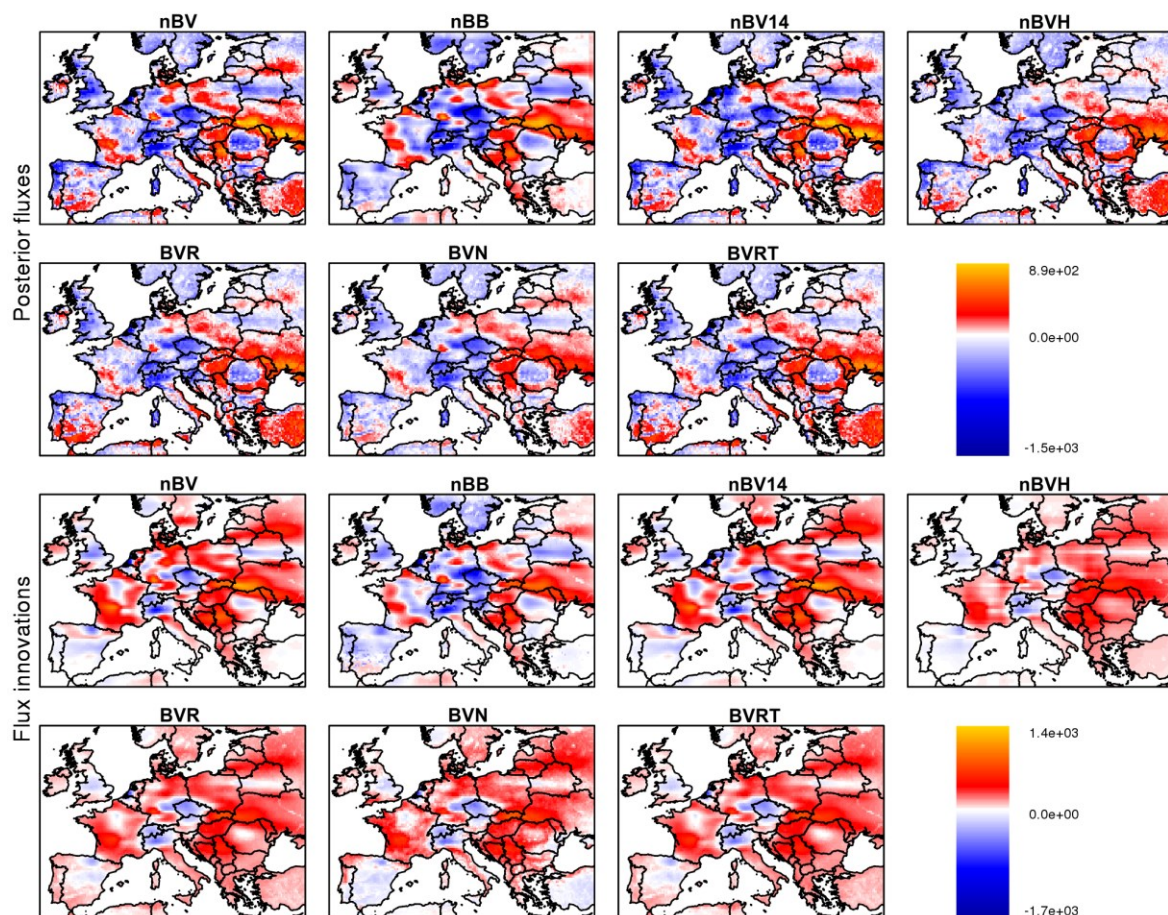 nBV nBB nBV14 nBVH
Posterior fluxes
BVR BVN BVRT
8.9e+02
0.0e+00
-1.5e+03
nBV nBB nBV14 nBVH
Flux innovations
BVR BVN BVRT
1.4e+03
0.0e+00
-1.7e+03